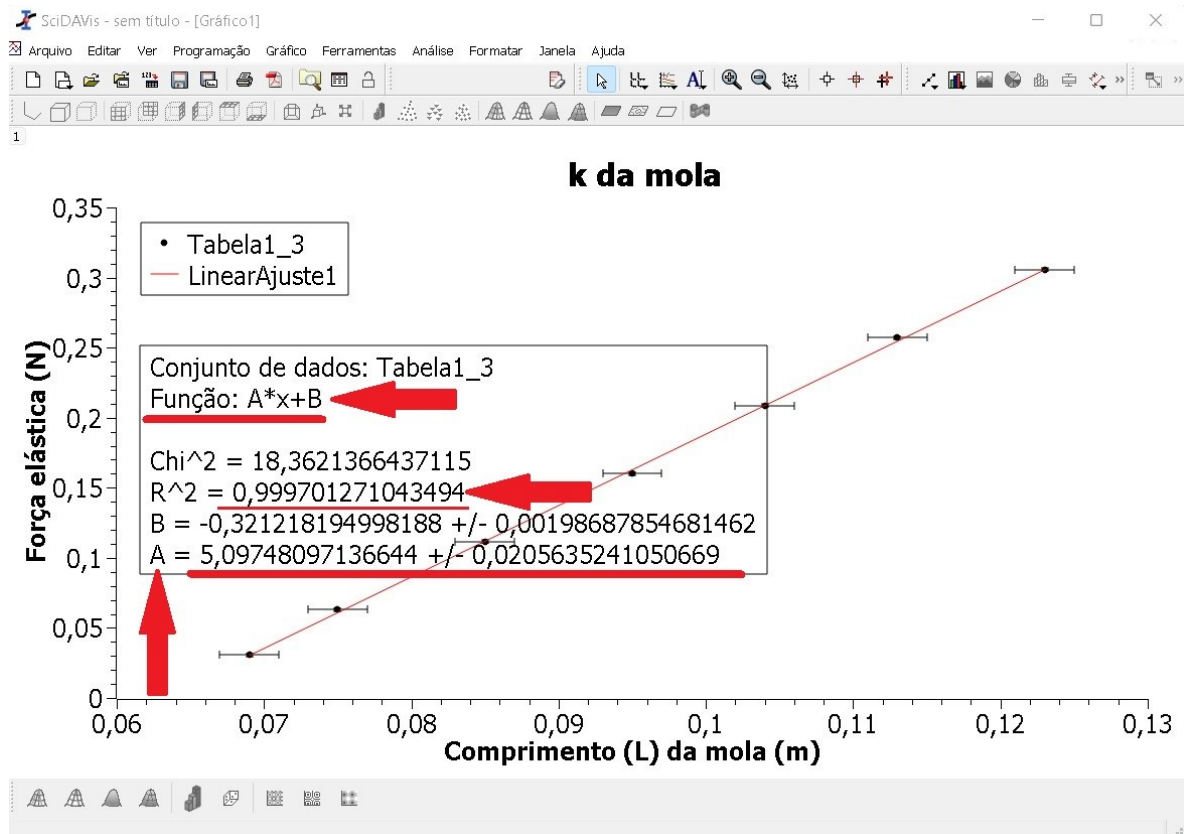 SciDAVis - sem título - [Gráfico1]
Arquivo Editar Ver Programação Gráfico Ferramentas Análise Formatar Janela Ajuda
1
k da mola
Tabela1_3
LinearAjuste1
Conjunto de dados: Tabela1_3
Função: A*x+B
Chi^2 = 18,3621366437115
R^2 = 0,999701271043494
B = -0,321218194998188 +/- 0,00198687854681462
A = 5,09748097136644 +/- 0,0205635241050669
Força elástica (N)
0,35
0,3
0,25
0,2
0,15
0,1
0,05
0
0,06 0,07 0,08 0,09 0,1 0,11 0,12 0,13
Comprimento (L) da mola (m)